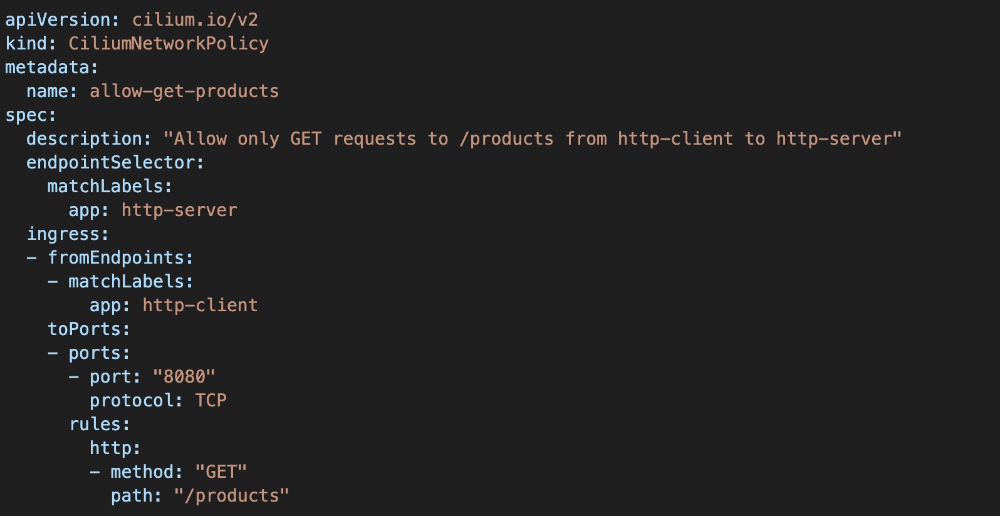 apiVersion: cilium.io/v2
kind: CiliumNetworkPolicy
metadata:
  name: allow-get-products
spec:
  description: "Allow only GET requests to /products from http-client to http-server"
  endpointSelector:
    matchLabels:
      app: http-server
  ingress:
  - fromEndpoints:
    - matchLabels:
        app: http-client
    toPorts:
    - ports:
      - port: "8080"
        protocol: TCP
      rules:
        http:
        - method: "GET"
          path: "/products"